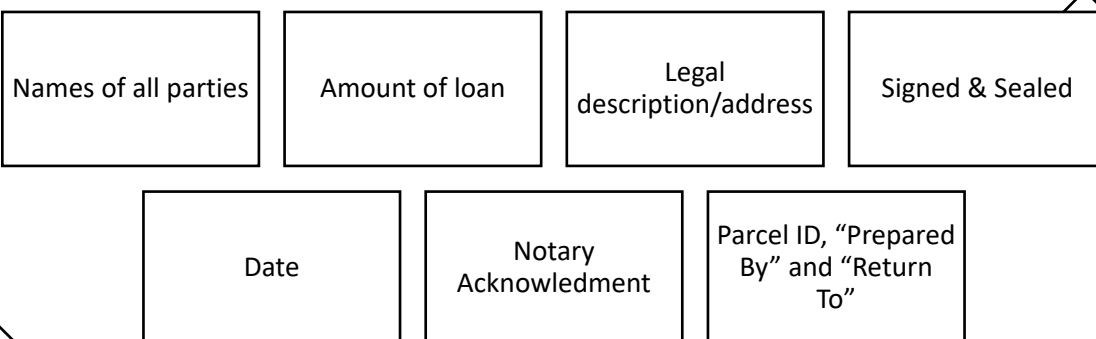 Names of all parties
Amount of loan
Legal
description/address
Signed & Sealed
Date
Notary
Acknowledment
Parcel ID, “Prepared
By” and “Return
To”